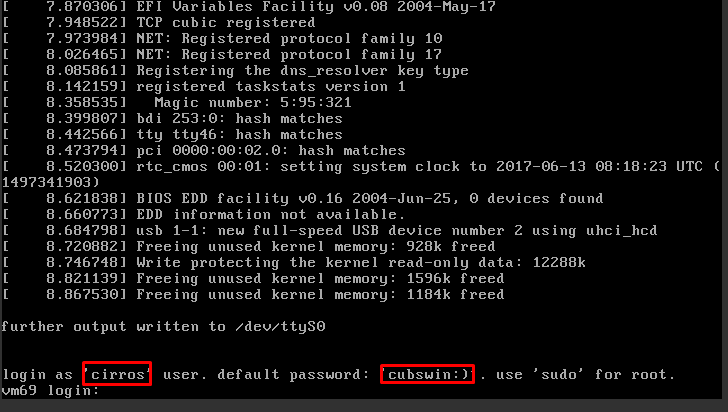 [    7.870306] EFI Variables Facility v0.08 2004-May-17
[    7.948522] TCP cubic registered
[    7.973984] NET: Registered protocol family 10
[    8.026465] NET: Registered protocol family 17
[    8.085861] Registering the dns_resolver key type
[    8.142159] registered taskstats version 1
[    8.358535]   Magic number: 5:95:321
[    8.399807] bdi 253:0: hash matches
[    8.442566] tty tty46: hash matches
[    8.473794] pci 0000:00:02.0: hash matches
[    8.520300] rtc_cmos 00:01: setting system clock to 2017-06-13 08:18:23 UTC (
1497341903)
[    8.621838] BIOS EDD facility v0.16 2004-Jun-25, 0 devices found
[    8.660773] EDD information not available.
[    8.684798] usb 1-1: new full-speed USB device number 2 using uhci_hcd
[    8.720882] Freeing unused kernel memory: 928k freed
[    8.746748] Write protecting the kernel read-only data: 12288k
[    8.821139] Freeing unused kernel memory: 1596k freed
[    8.867530] Freeing unused kernel memory: 1184k freed
further output written to /dev/ttyS0
login as 'cirros' user. default password: 'cubswin:)'. use 'sudo' for root.
vm69 login: